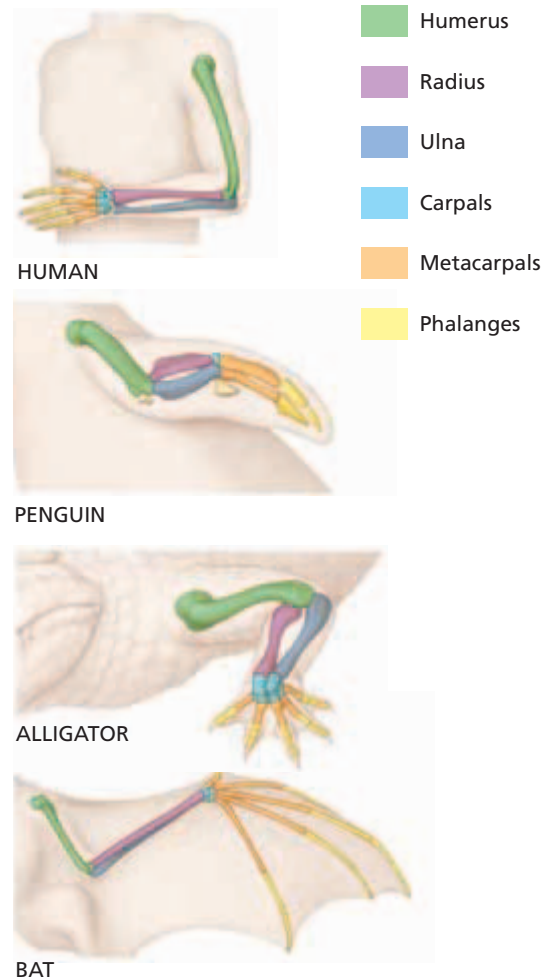 Humerus
Radius
Ulna
Carpals
Metacarpals
Phalanges
HUMAN
PENGUIN
ALLIGATOR
BAT